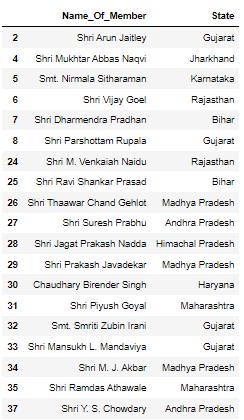 Name_Of_Member State
2 Shri Arun Jaitley Gujarat
4 Shri Mukhtar Abbas Naqvi Jharkhand
5 Smt. Nirmala Sitharaman Karnataka
6 Shri Vijay Goel Rajasthan
7 Shri Dharmendra Pradhan Bihar
8 Shri Parshottam Rupala Gujarat
24 Shri M. Venkaiah Naidu Rajasthan
25 Shri Ravi Shankar Prasad Bihar
26 Shri Thaawar Chand Gehlot Madhya Pradesh
27 Shri Suresh Prabhu Andhra Pradesh
28 Shri Jagat Prakash Nadda Himachal Pradesh
29 Shri Prakash Javadekar Madhya Pradesh
30 Chaudhary Birender Singh Haryana
31 Shri Piyush Goyal Maharashtra
32 Smt. Smriti Zubin Irani Gujarat
33 Shri Mansukh L. Mandaviya Gujarat
34 Shri M. J. Akbar Madhya Pradesh
35 Shri Ramdas Athawale Maharashtra
37 Shri Y. S. Chowdary Andhra Pradesh